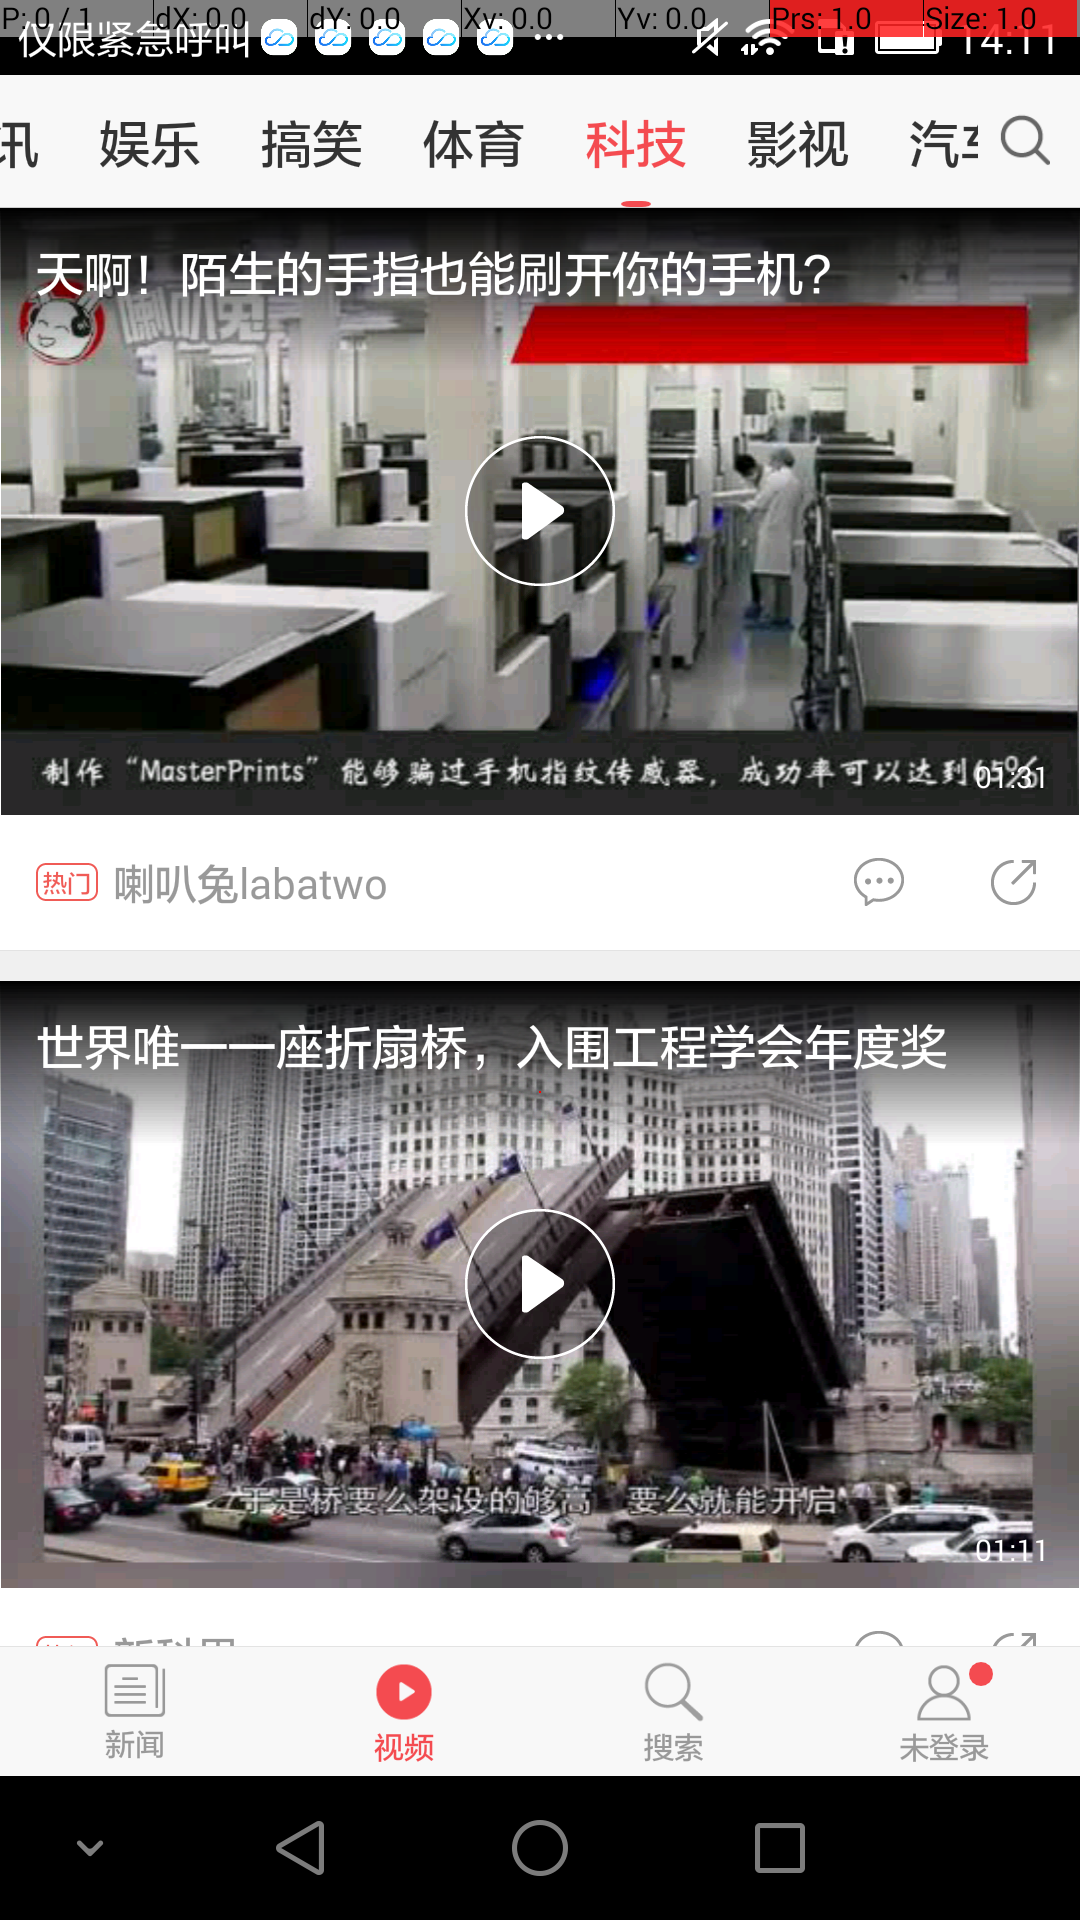 P: 0 / 1 dX: 0.0 dY: 0.0 Xv: 0.0 Yv: 0.0 Prs: 1.0 Size: 1.0
仅限紧急呼叫 14:11
讯 娱乐 搞笑 体育 科技 影视 汽车
天啊！陌生的手指也能刷开你的手机?
喇叭兔
制作“MasterPrints”能够骗过手机指纹传感器，成功率可以达到65%
01:31
热门 喇叭兔labatwo
世界唯一一座折扇桥，入围工程学会年度奖
于是桥要么架设的够高 要么就能开启
01:11
新闻 视频 搜索 未登录